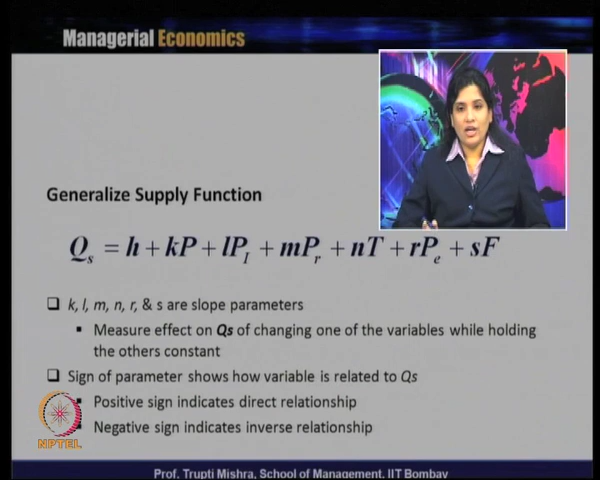 Managerial Economics
Generalize Supply Function
Qs = h + kP + lPI + mPr + nT + rPe + sF
k, l, m, n, r, & s are slope parameters
Measure effect on Qs of changing one of the variables while holding
the others constant
Sign of parameter shows how variable is related to Qs
Positive sign indicates direct relationship
Negative sign indicates inverse relationship
NPTEL
Prof. Trupti Mishra, School of Management, IIT Bombay